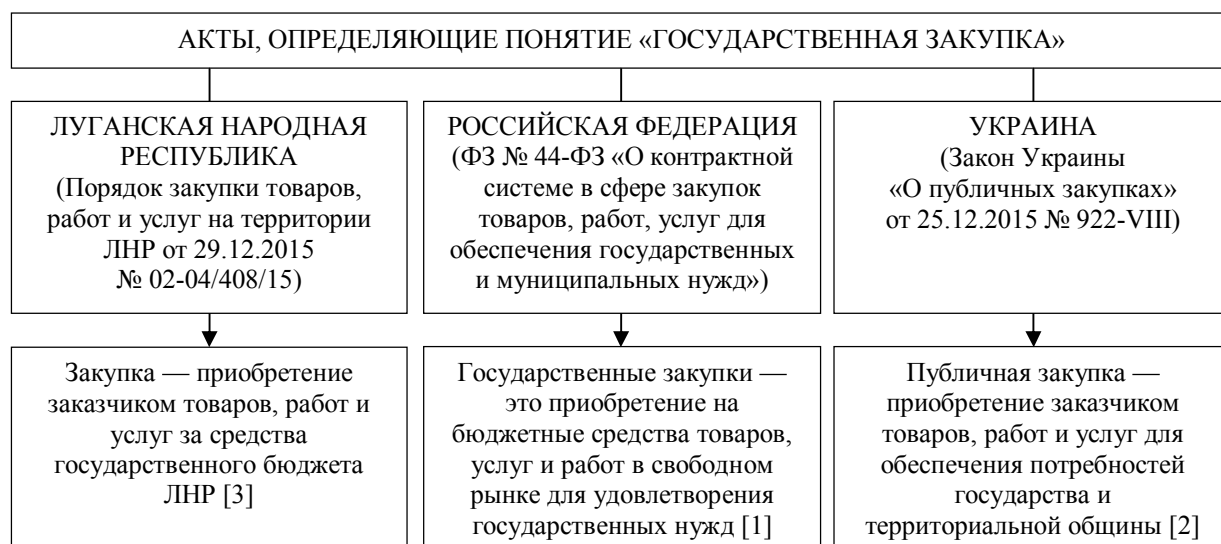 АКТЫ, ОПРЕДЕЛЯЮЩИЕ ПОНЯТИЕ «ГОСУДАРСТВЕННАЯ ЗАКУПКА»
ЛУГАНСКАЯ НАРОДНАЯ
РЕСПУБЛИКА
(Порядок закупки товаров,
работ и услуг на территории
ЛНР от 29.12.2015
№ 02-04/408/15)
РОССИЙСКАЯ ФЕДЕРАЦИЯ
(ФЗ № 44-ФЗ «О контрактной
системе в сфере закупок
товаров, работ, услуг для
обеспечения государственных
и муниципальных нужд»)
УКРАИНА
(Закон Украины
«О публичных закупках»
от 25.12.2015 № 922-VIII)
Закупка — приобретение
заказчиком товаров, работ и
услуг за средства
государственного бюджета
ЛНР [3]
Государственные закупки —
это приобретение на
бюджетные средства товаров,
услуг и работ в свободном
рынке для удовлетворения
государственных нужд [1]
Публичная закупка —
приобретение заказчиком
товаров, работ и услуг для
обеспечения потребностей
государства и
территориальной общины [2]